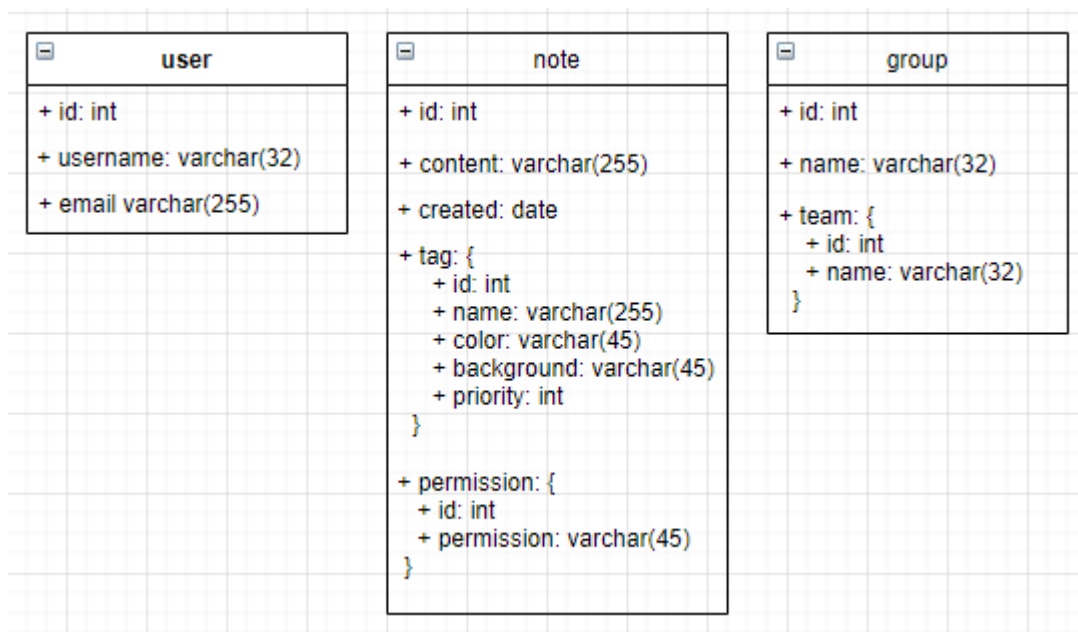 user
+ id: int
+ username: varchar(32)
+ email varchar(255)
note
+ id: int
+ content: varchar(255)
+ created: date
+ tag: {
+ id: int
+ name: varchar(255)
+ color: varchar(45)
+ background: varchar(45)
+ priority: int
}
+ permission: {
+ id: int
+ permission: varchar(45)
}
group
+ id: int
+ name: varchar(32)
+ team: {
+ id: int
+ name: varchar(32)
}